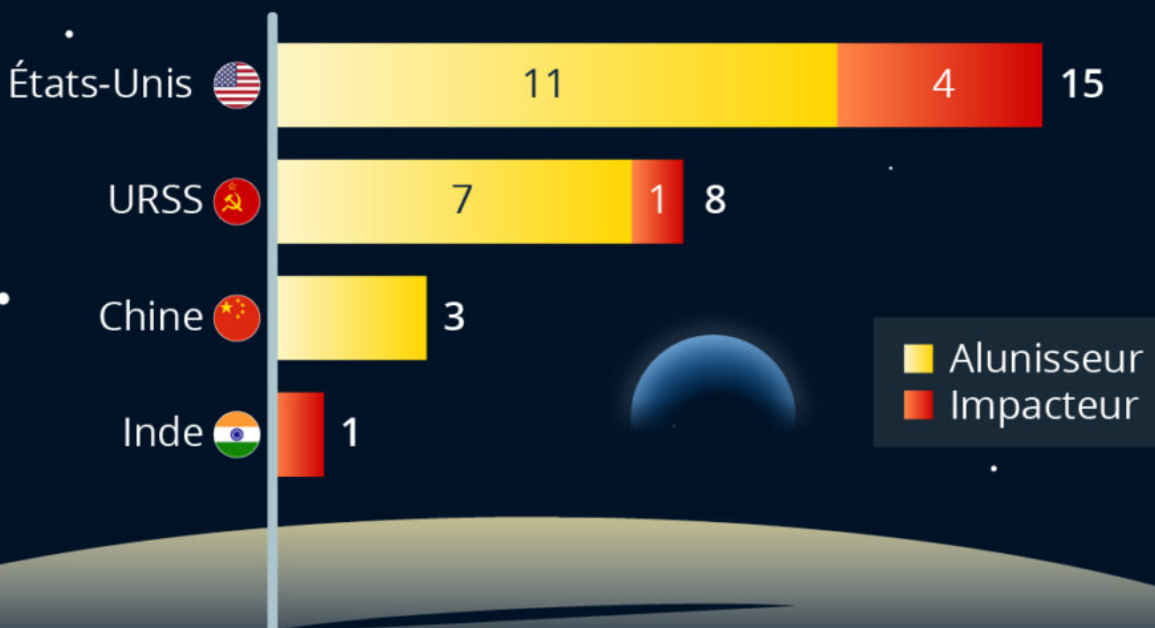 États-Unis 11 4 15
URSS 7 1 8
Chine 3
Inde 1
Alunisseur
Impacteur